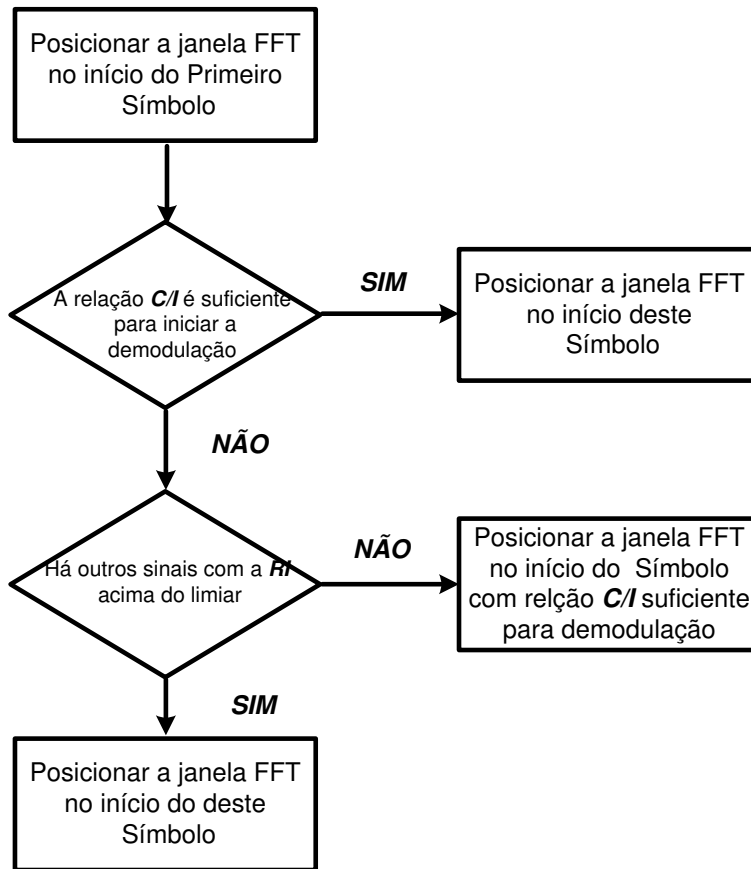 Posicionar a janela FFT
no início do Primeiro
Símbolo
A relação C/I é suficiente
para iniciar a
demodulação
SIM
Posicionar a janela FFT
no início deste
Símbolo
NÃO
Há outros sinais com a RI
acima do limiar
NÃO
Posicionar a janela FFT
no início do Símbolo
com relção C/I suficiente
para demodulação
SIM
Posicionar a janela FFT
no início do deste
Símbolo